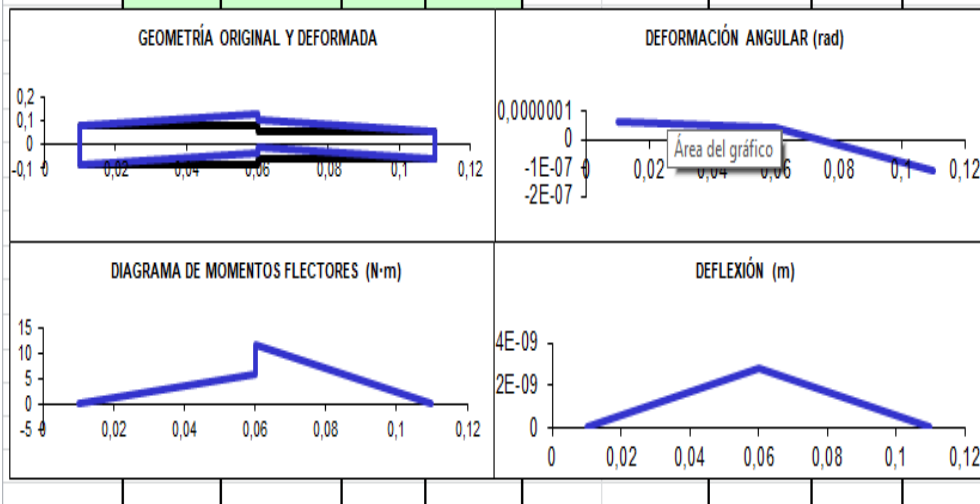 GEOMETRÍA ORIGINAL Y DEFORMADA
0,2
0,1
0
-0,1
0 0,02 0,04 0,06 0,08 0,1 0,12
DEFORMACIÓN ANGULAR (rad)
0,0000001
0
-1E-07
-2E-07
0 0,02 0,04 0,06 0,08 0,1 0,12
Área del gráfico
DIAGRAMA DE MOMENTOS FLECTORES (N·m)
15
10
5
0
-5
0 0,02 0,04 0,06 0,08 0,1 0,12
DEFLEXIÓN (m)
4E-09
2E-09
0
0 0,02 0,04 0,06 0,08 0,1 0,12